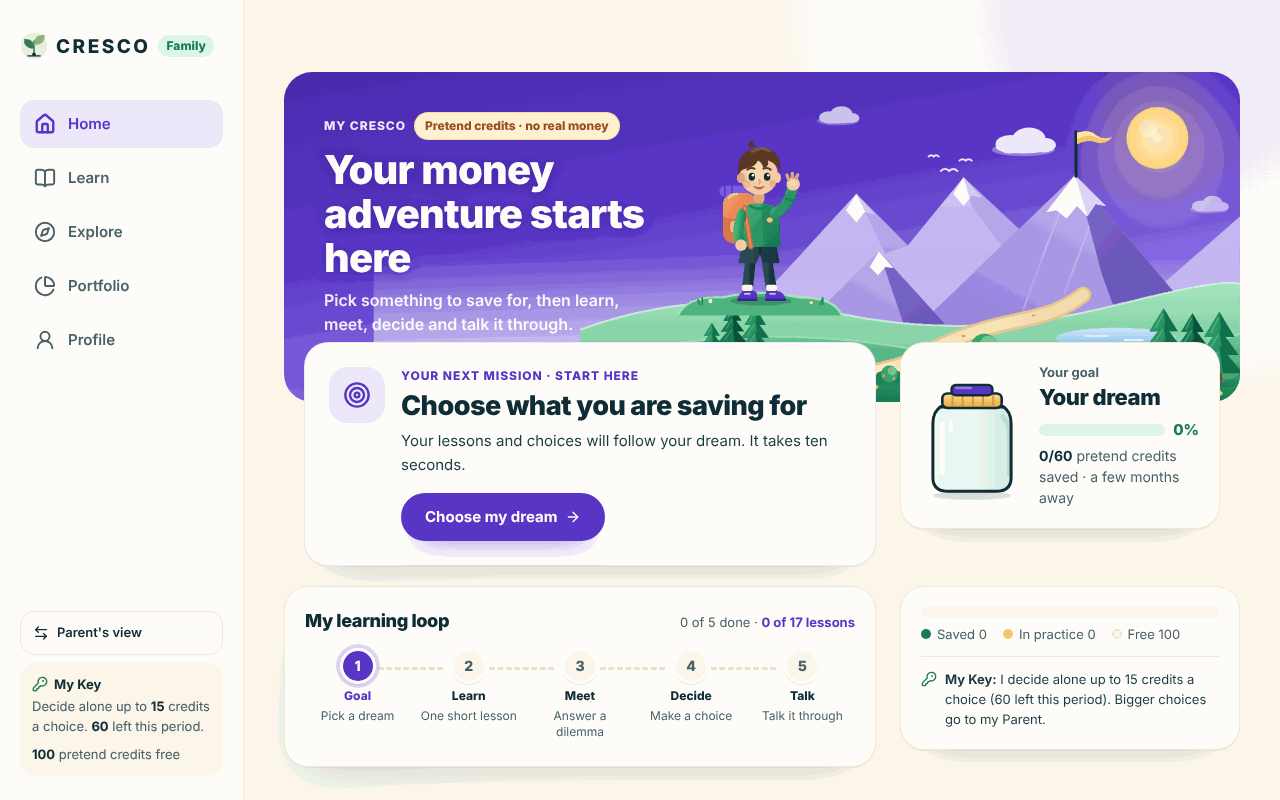 CRESCO Family
Home
Learn
Explore
Portfolio
Profile
Parent's view
My Key
Decide alone up to 15 credits
a choice. 60 left this period.
100 pretend credits free
MY CRESCO Pretend credits · no real money
Your money
adventure starts
here
Pick something to save for, then learn,
meet, decide and talk it through.
YOUR NEXT MISSION · START HERE
Choose what you are saving for
Your lessons and choices will follow your dream. It takes ten
seconds.
Choose my dream →
Your goal
Your dream
0%
0/60 pretend credits
saved · a few months
away
My learning loop
0 of 5 done · 0 of 17 lessons
1 2 3 4 5
Goal Learn Meet Decide Talk
Pick a dream One short lesson Answer a Make a choice Talk it through
dilemma
Saved 0 In practice 0 Free 100
My Key: I decide alone up to 15 credits a
choice (60 left this period). Bigger choices
go to my Parent.